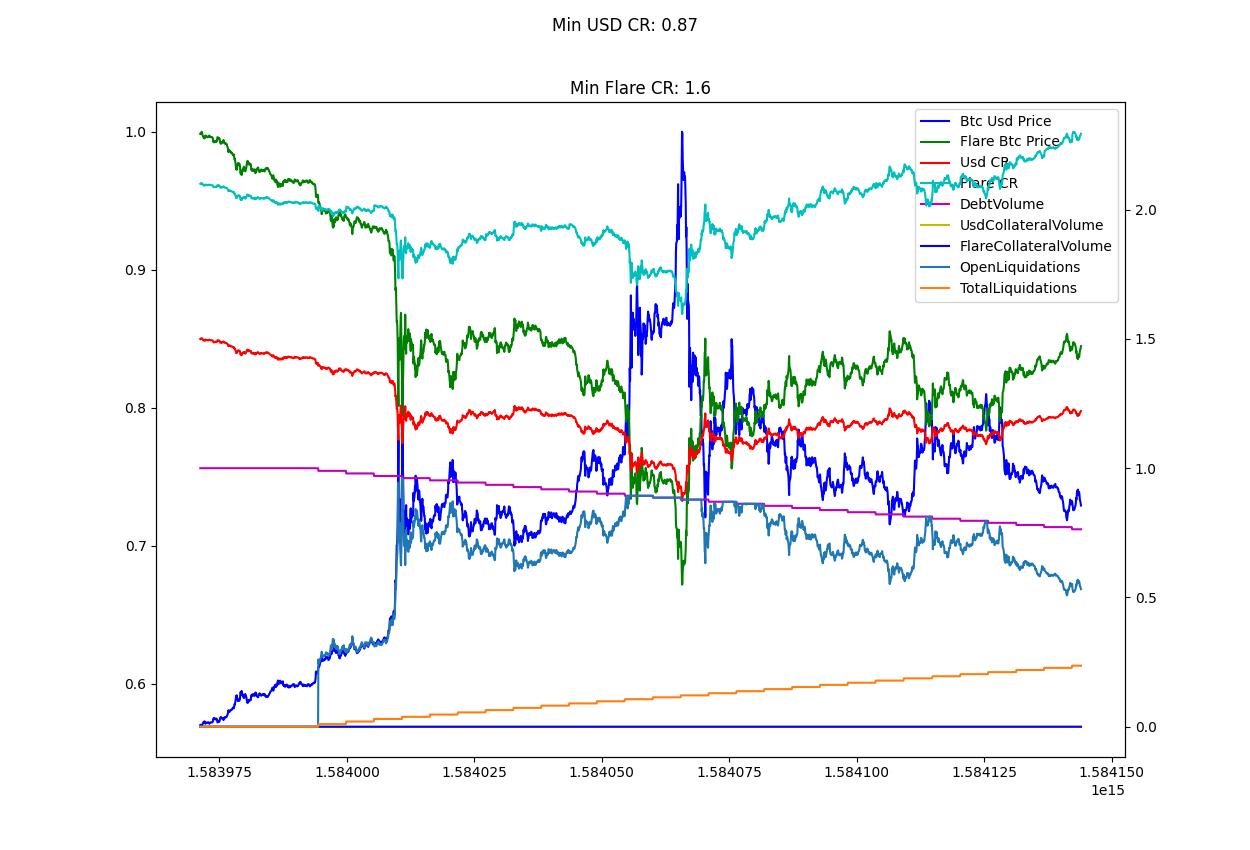 Min USD CR: 0.87
Min Flare CR: 1.6
1.0
0.9
0.8
0.7
0.6
Btc Usd Price
Flare Btc Price
Usd CR
Flare CR
DebtVolume
UsdCollateralVolume
FlareCollateralVolume
OpenLiquidations
TotalLiquidations
2.0
1.5
1.0
0.5
0.0
1.583975 1.584000 1.584025 1.584050 1.584075 1.584100 1.584125 1.584150
1e15